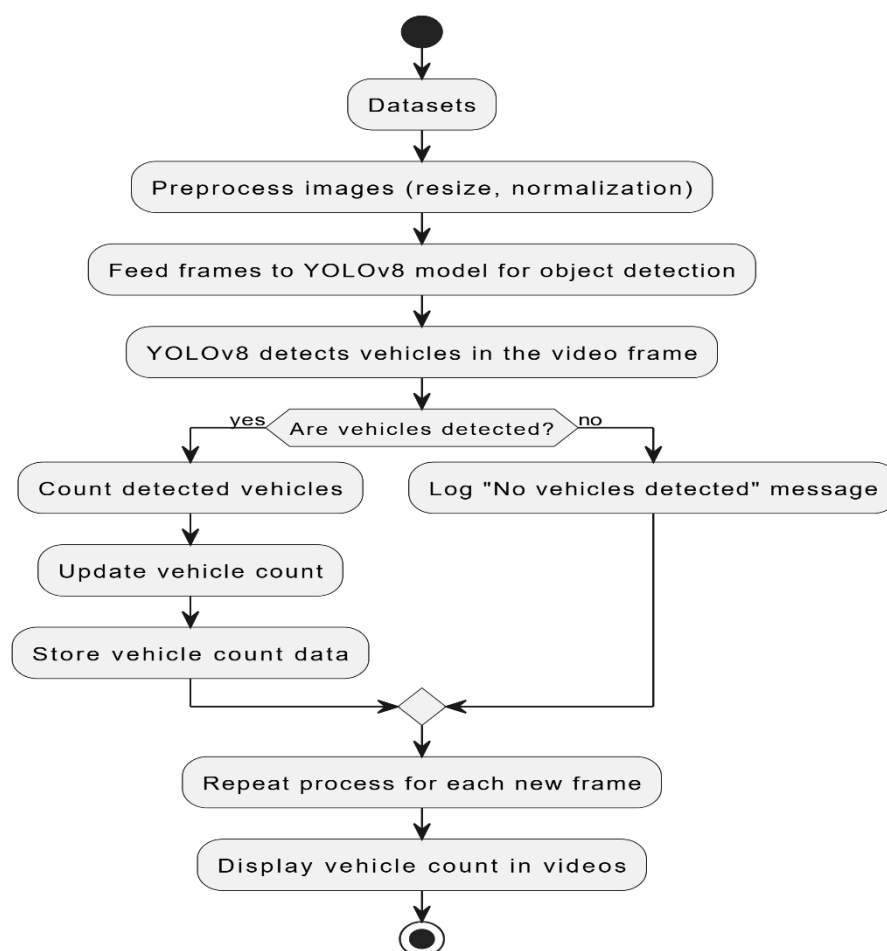 Datasets
Preprocess images (resize, normalization)
Feed frames to YOLOv8 model for object detection
YOLOv8 detects vehicles in the video frame
yes
Are vehicles detected?
no
Count detected vehicles
Log "No vehicles detected" message
Update vehicle count
Store vehicle count data
Repeat process for each new frame
Display vehicle count in videos